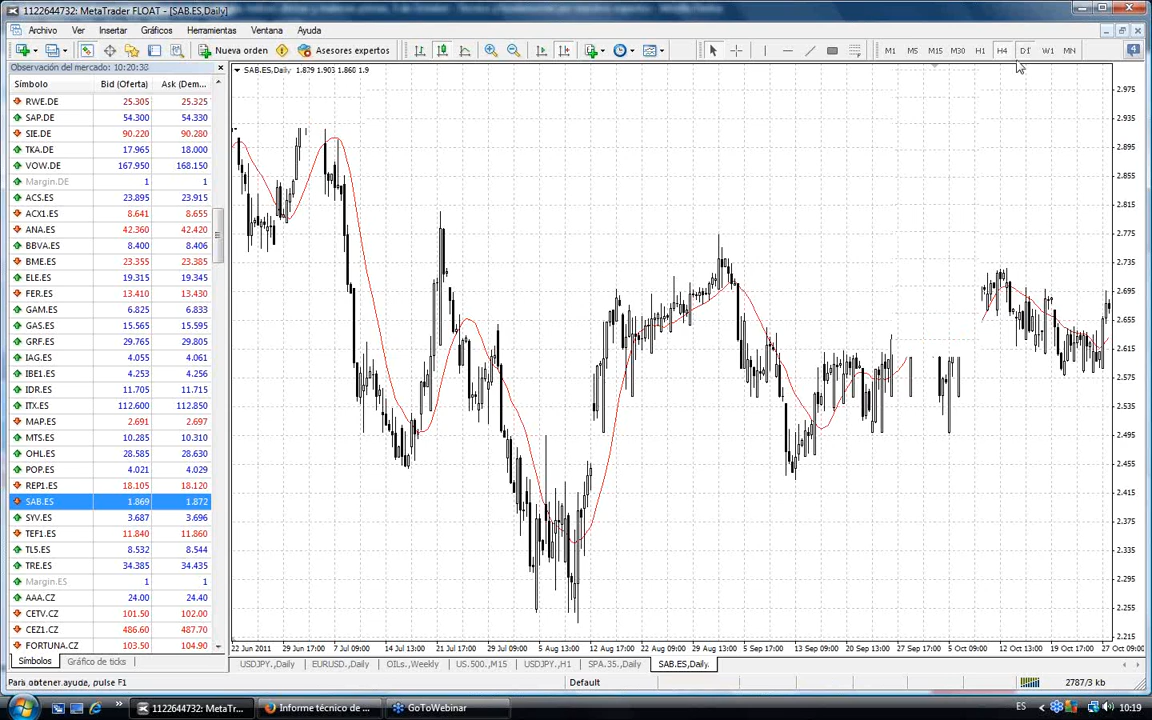 1122644732: MetaTrader FLOAT - [SAB.ES,Daily]
Archivo Ver Insertar Gráficos Herramientas Ventana Ayuda
Nueva orden Asesores expertos M1 M5 M15 M30 H1 H4 D1 W1 MN 4
Observación del mercado: 10:20:38
Símbolo Bid (Oferta) Ask (Dem...
RWE.DE 25.305 25.325
SAP.DE 54.300 54.330
SIE.DE 90.220 90.280
TKA.DE 17.965 18.000
VOW.DE 167.950 168.150
Margin.DE 1 1
ACS.ES 23.895 23.915
ACX1.ES 8.641 8.655
ANA.ES 42.360 42.420
BBVA.ES 8.400 8.406
BME.ES 23.355 23.385
ELE.ES 19.315 19.345
FER.ES 13.410 13.430
GAM.ES 6.825 6.833
GAS.ES 15.565 15.595
GRF.ES 29.765 29.805
IAG.ES 4.055 4.061
IBE1.ES 4.253 4.256
IDR.ES 11.705 11.715
ITX.ES 112.600 112.850
MAP.ES 2.691 2.697
MTS.ES 10.285 10.310
OHL.ES 28.585 28.630
POP.ES 4.021 4.029
REP1.ES 18.105 18.120
SAB.ES 1.869 1.872
SYV.ES 3.687 3.696
TEF1.ES 11.840 11.860
TL5.ES 8.532 8.544
TRE.ES 34.385 34.435
Margin.ES 1 1
AAA.CZ 24.00 24.40
CETV.CZ 101.50 102.00
CEZ1.CZ 486.60 487.70
FORTUNA.CZ 103.50 104.90
Símbolos Gráfico de ticks
SAB.ES,Daily 1.879 1.903 1.860 1.9
2.975
2.935
2.895
2.855
2.815
2.775
2.735
2.695
2.655
2.615
2.575
2.535
2.495
2.455
2.415
2.375
2.335
2.295
2.255
2.215
22 Jun 2011 29 Jun 17:00 7 Jul 09:00 14 Jul 17:00 21 Jul 17:00 29 Jul 09:00 5 Aug 13:00 12 Aug 17:00 22 Aug 09:00 29 Aug 13:00 5 Sep 17:00 13 Sep 09:00 20 Sep 13:00 27 Sep 17:00 5 Oct 09:00 12 Oct 13:00 19 Oct 17:00 27 Oct 09:00
USDJPY.,Daily EURUSD.,Daily OILs.,Weekly US.500.,M15 USDJPY.,H1 SPA.35.,Daily SAB.ES,Daily.
Para obtener ayuda, pulse F1 Default 2787/3 kb
1122644732: MetaTra... Informe técnico de ... GoToWebinar ES 10:19